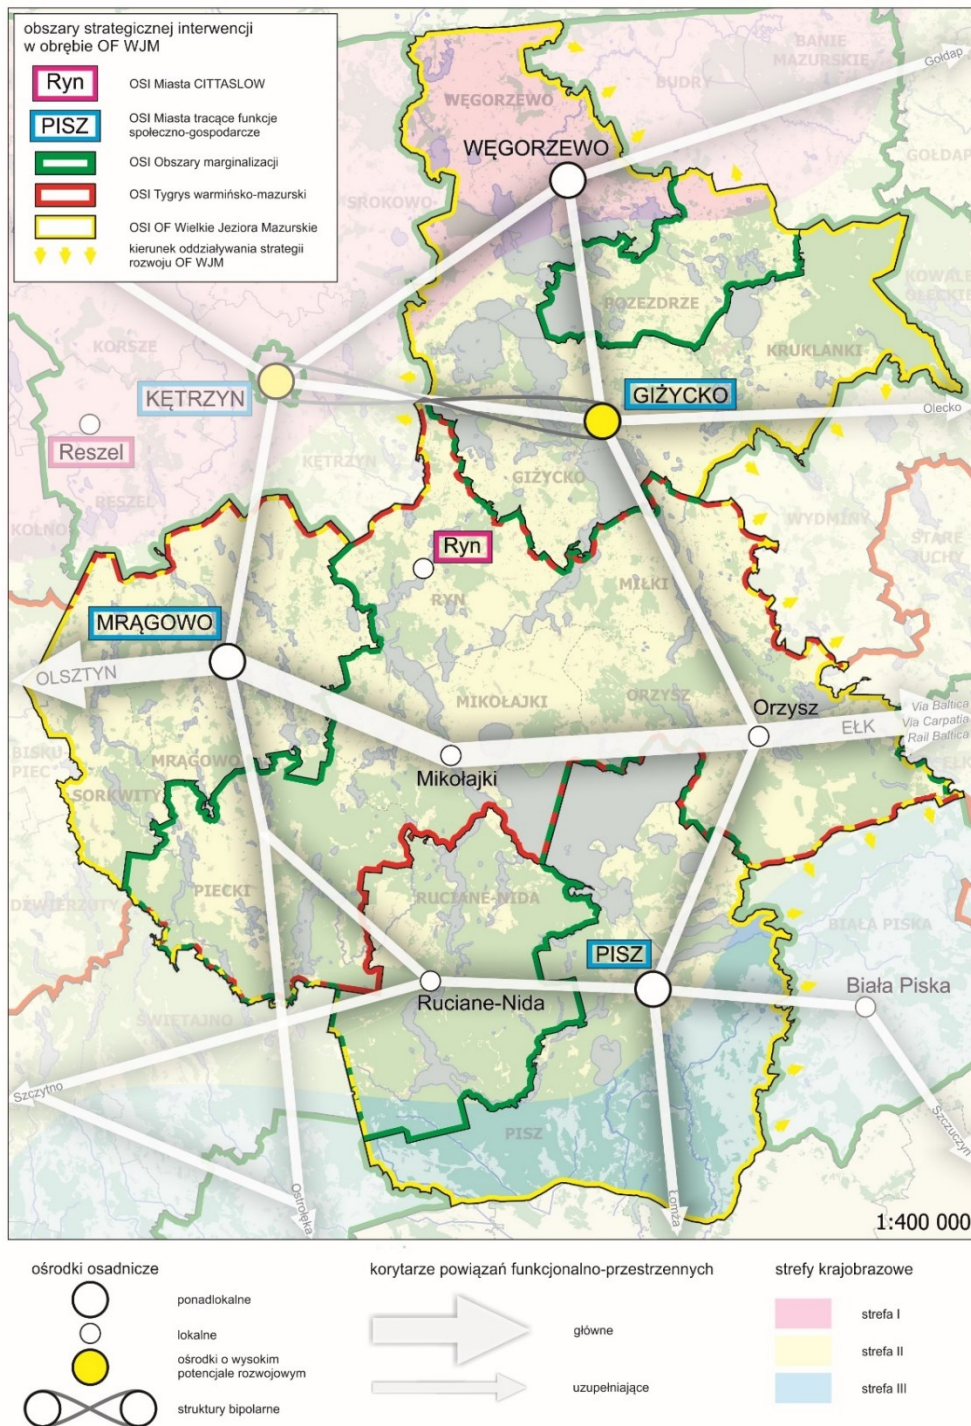 obszary strategicznej interwencji
w obrębie OF WJM
Ryn
OSI Miasta CITTASLOW
PISZ
OSI Miasta tracące funkcje
społeczno-gospodarcze
OSI Obszary marginalizacji
OSI Tygrys warmińsko-mazurski
OSI OF Wielkie Jeziora Mazurskie
kierunek oddziaływania strategii
rozwoju OF WJM
BANIE
MAZURSKIE
Gołdap
BUDRY
WĘGORZEWO
WĘGORZEWO
GOŁDAP
SROKOWO
KOWALE
OLECKIE
POZEZDRZE
KORSZE
KRUKLANKI
KĘTRZYN
GIŻYCKO
Olecko
Reszel
KĘTRZYN
GIŻYCKO
RESZEL
KOLNO
WYDMINY
STARE
JUCHY
Ryn
MIŁKI
RYN
MRĄGOWO
OLSZTYN
MIKOŁAJKI
ORZYSZ
Orzysz
Via Baltica
Via Carpatia
Rail Baltica
EŁK
EŁK
BISKU-
PIEC
MRĄGOWO
Mikołajki
SORKWITY
PIECKI
RUCIANE-NIDA
DŹWIERZUTY
BIAŁA PISKA
PISZ
Biała Piska
Ruciane-Nida
ŚWIĘTAJNO
Szczytno
PISZ
Szczuczyn
Ostrołęka
Łomża
1:400 000
ośrodki osadnicze
ponadlokalne
lokalne
ośrodki o wysokim
potencjale rozwojowym
struktury bipolarne
korytarze powiązań funkcjonalno-przestrzennych
główne
uzupełniające
strefy krajobrazowe
strefa I
strefa II
strefa III